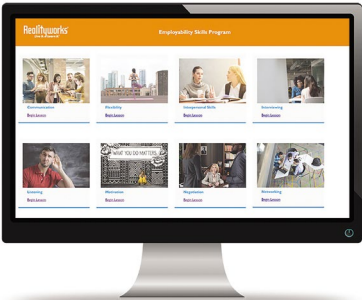 Realityworks
Employability Skills Program
Communication
Flexibility
Interpersonal Skills
Interviewing
Begin Lesson
Begin Lesson
Begin Lesson
Begin Lesson
WHAT YOU DO MATTERS
Listening
Motivation
Negotiation
Networking
Begin Lesson
Begin Lesson
Begin Lesson
Begin Lesson